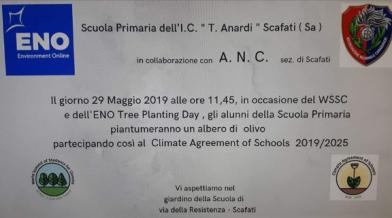 ENO
Environment Online
Scuola Primaria dell'I.C. " T. Anardi " Scafati ( Sa )
in collaborazione con A. N. C. sez. di Scafati
Il giorno 29 Maggio 2019 alle ore 11,45, in occasione del WSSC
e dell'ENO Tree Planting Day , gli alunni della Scuola Primaria
piantumeranno un albero di olivo
partecipando così al Climate Agreement of Schools 2019/2025
Vi aspettiamo nel
giardino della Scuola di
via della Resistenza - Scafati